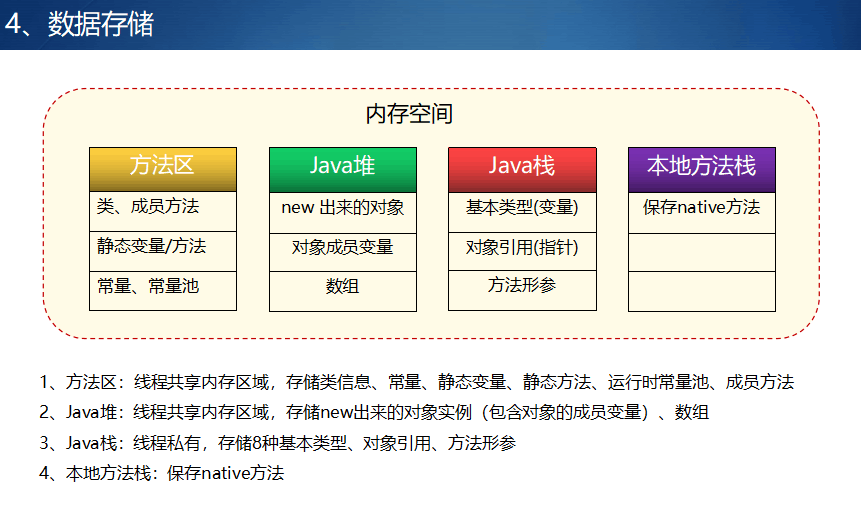 4、数据存储
内存空间
方法区
类、成员方法
静态变量/方法
常量、常量池
Java堆
new 出来的对象
对象成员变量
数组
Java栈
基本类型(变量)
对象引用(指针)
方法形参
本地方法栈
保存native方法
1、方法区：线程共享内存区域，存储类信息、常量、静态变量、静态方法、运行时常量池、成员方法
2、Java堆：线程共享内存区域，存储new出来的对象实例（包含对象的成员变量）、数组
3、Java栈：线程私有，存储8种基本类型、对象引用、方法形参
4、本地方法栈：保存native方法